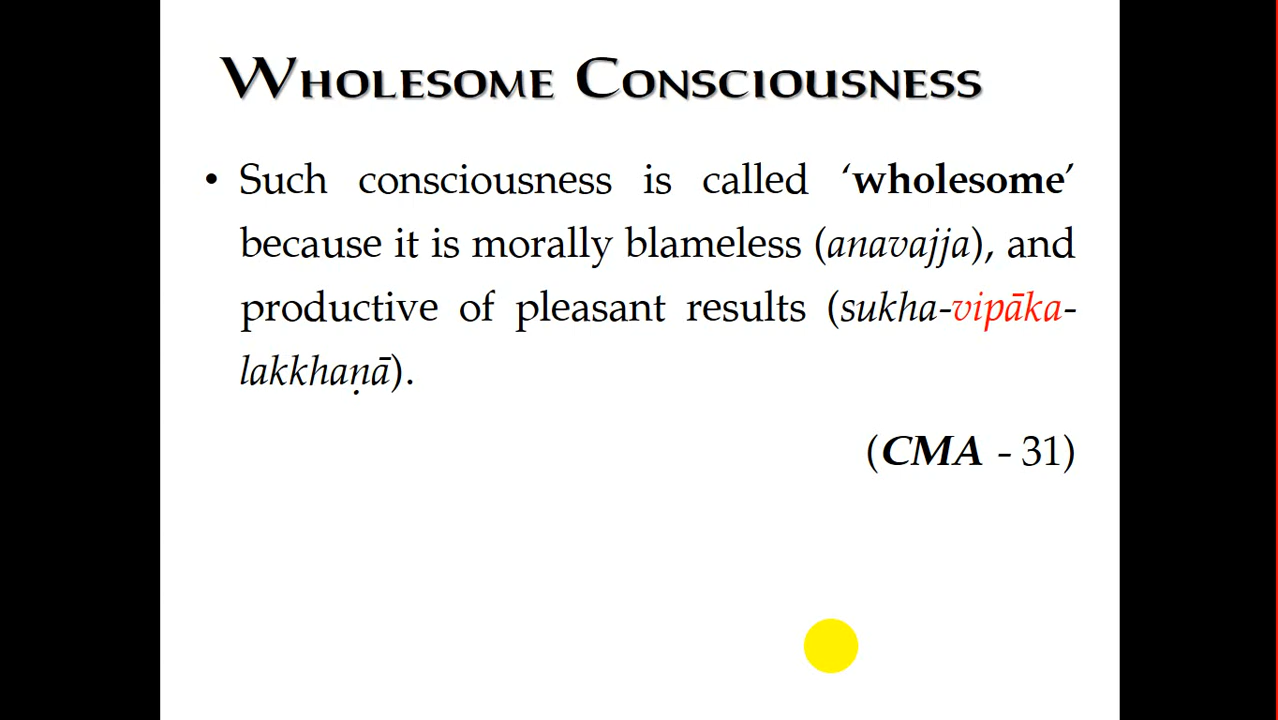 Wholesome Consciousness
• Such consciousness is called ‘wholesome’
because it is morally blameless (anavajja), and
productive of pleasant results (sukha-vipāka-
lakkhaṇā).
(CMA - 31)